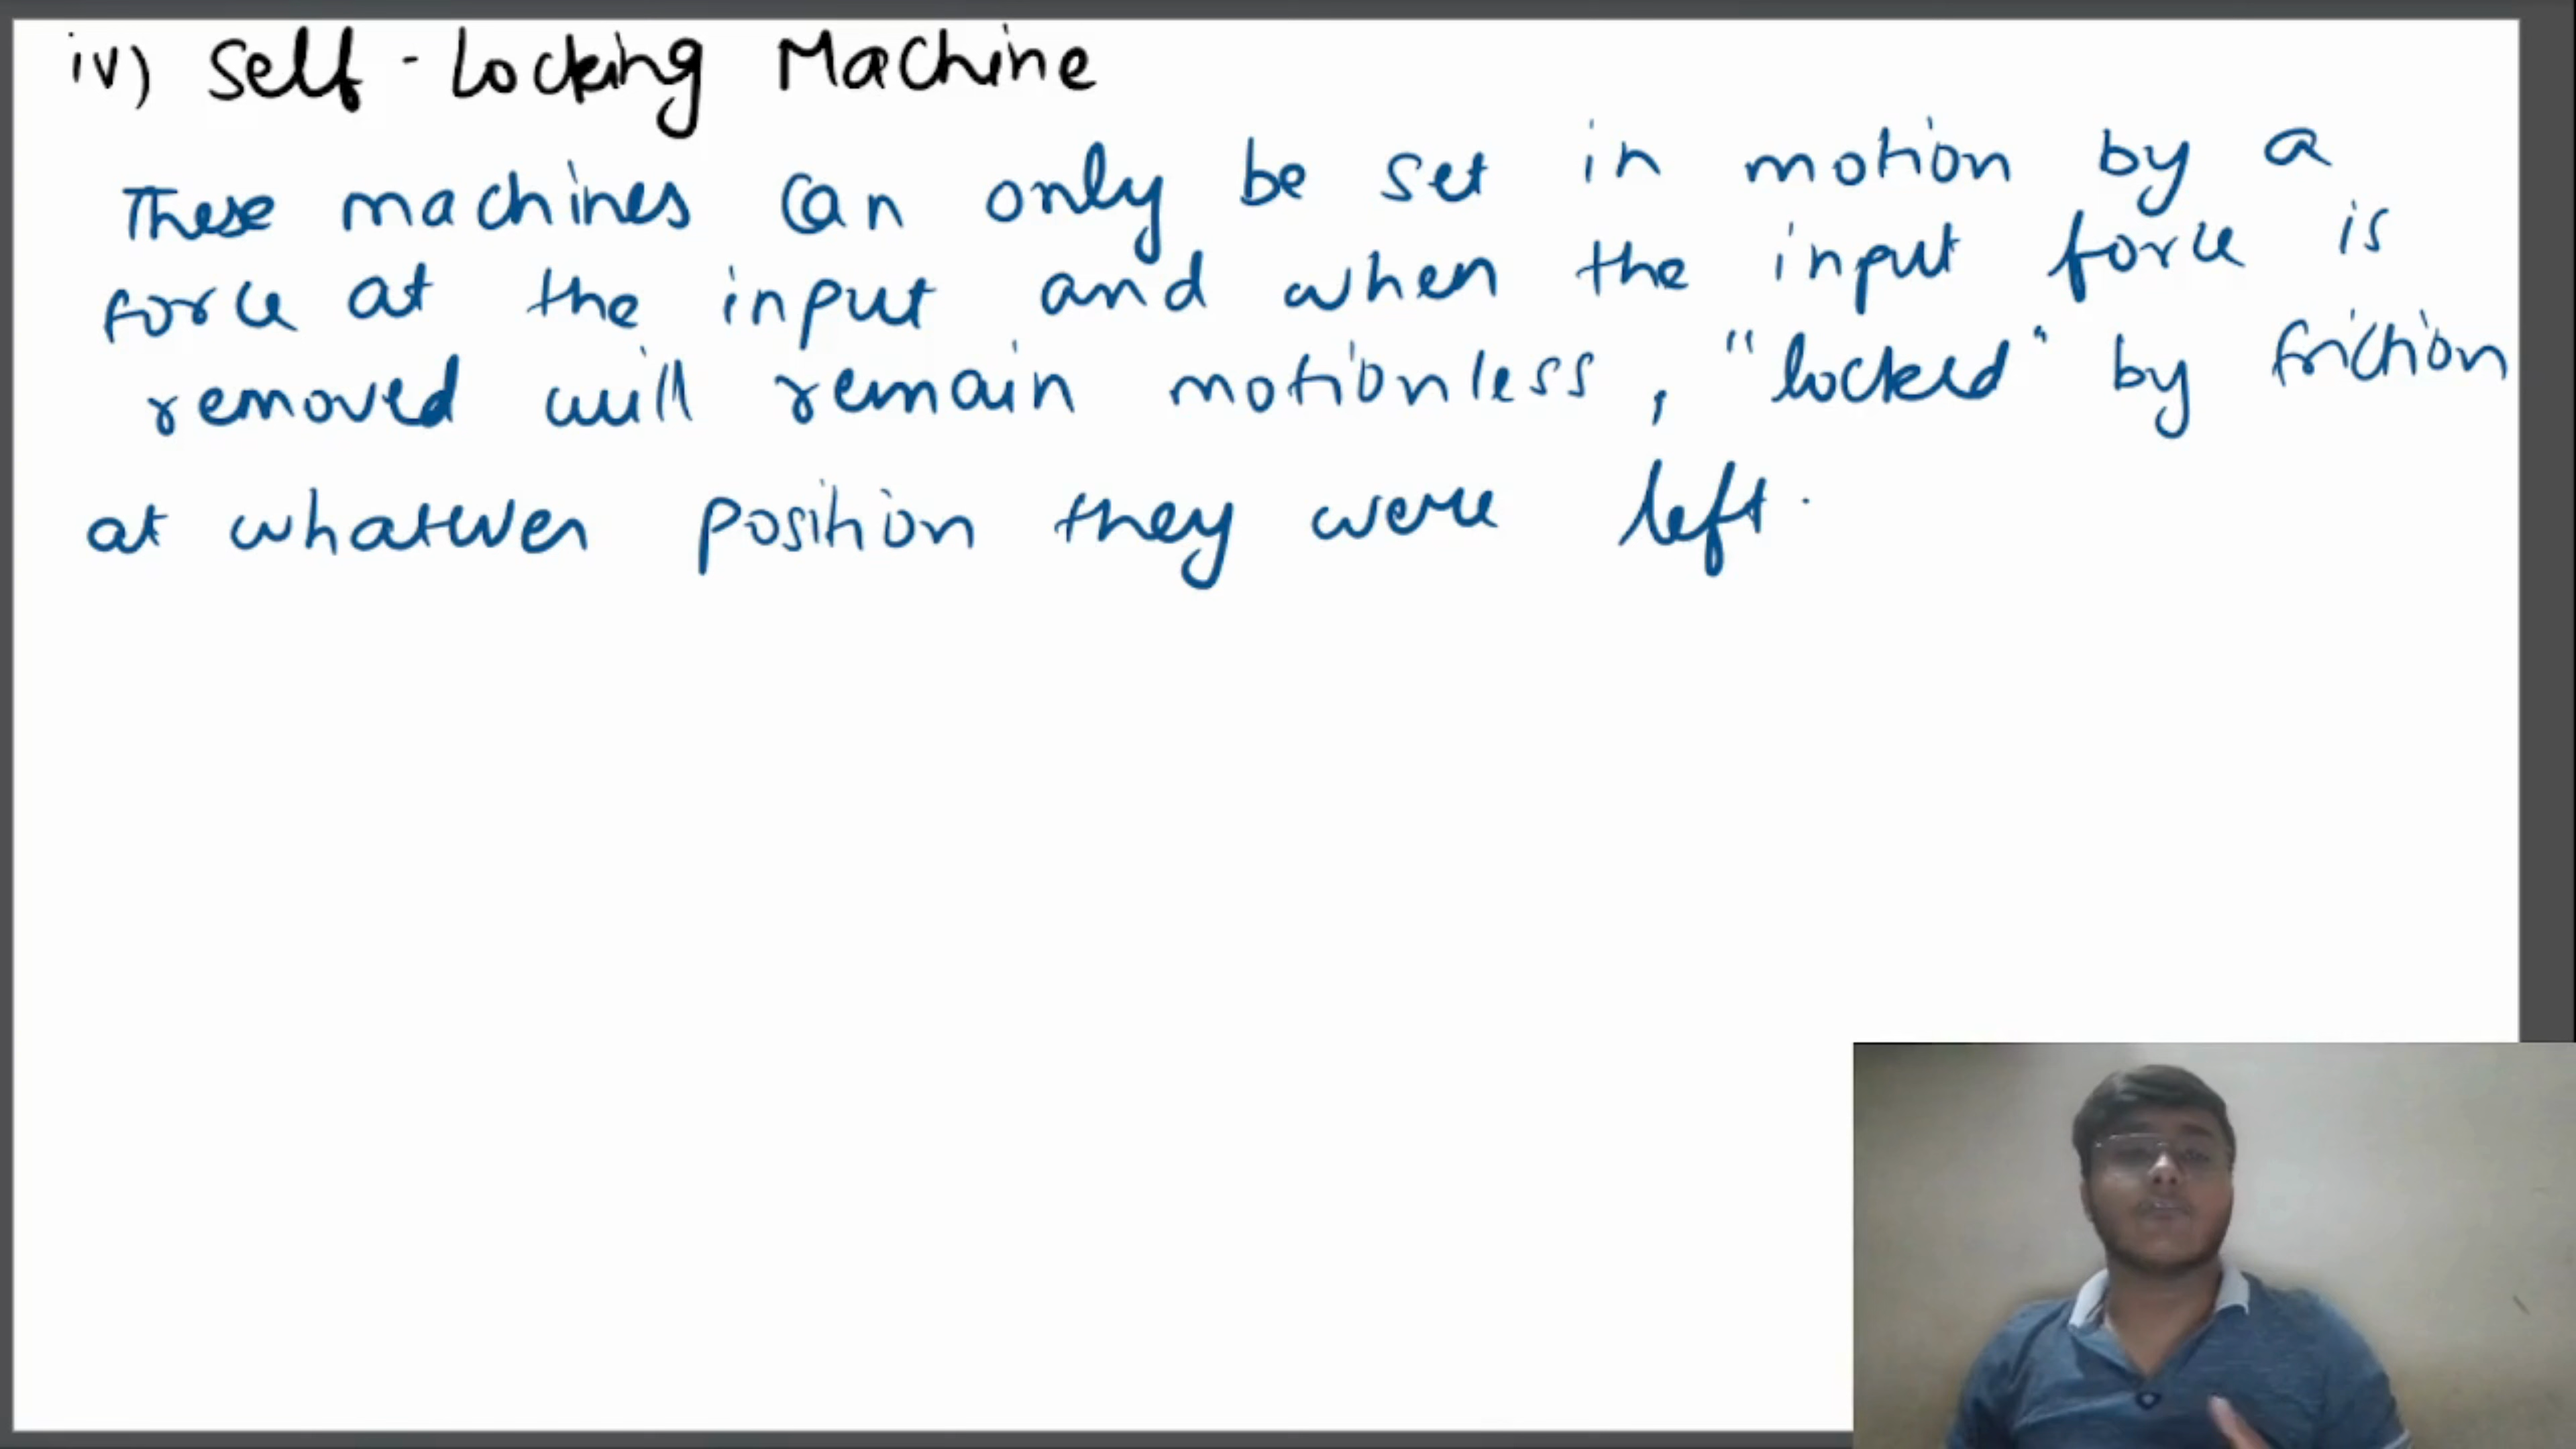 iv) Self-Locking Machine
These machines can only be set in motion by a
force at the input and when the input force is
removed will remain motionless, "locked" by friction
at whatever position they were left.